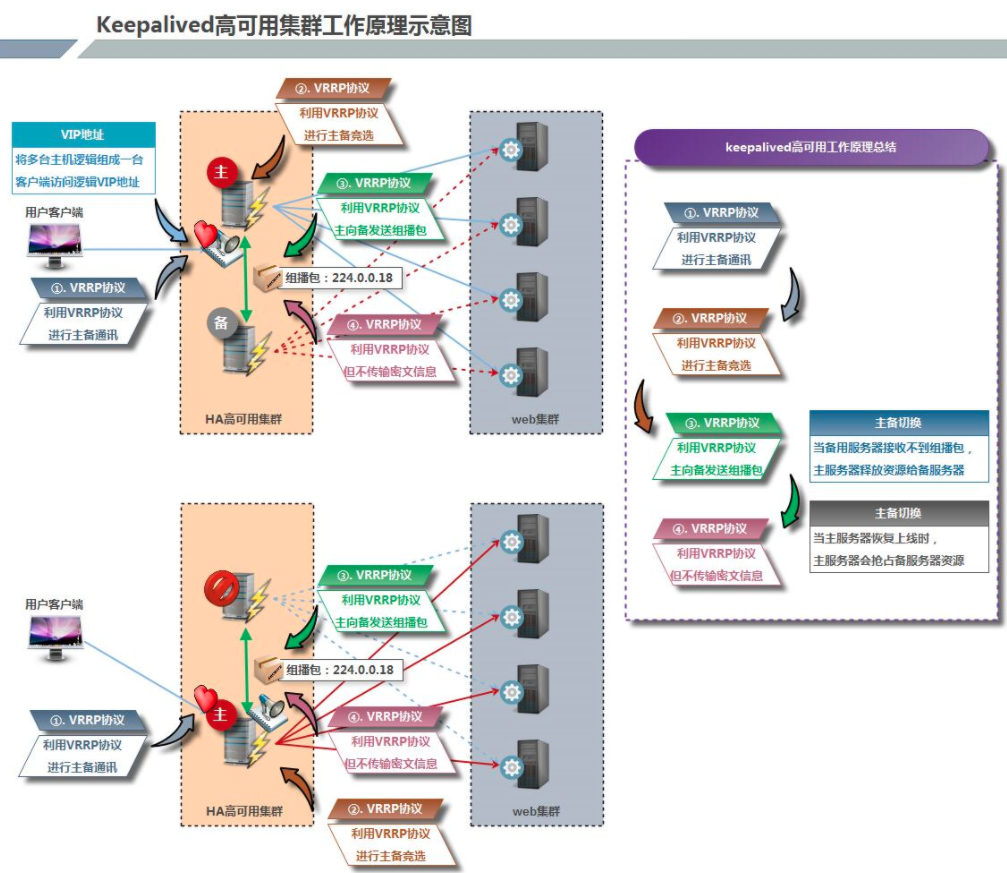 Keepalived高可用集群工作原理示意图
②. VRRP协议
利用VRRP协议
进行主备竞选
VIP地址
将多台主机逻辑组成一台
客户端访问逻辑VIP地址
主
③. VRRP协议
利用VRRP协议
主向备发送组播包
用户客户端
组播包：224.0.0.18
①. VRRP协议
利用VRRP协议
进行主备通讯
备
④. VRRP协议
利用VRRP协议
但不传输密文信息
HA高可用集群
web集群
keepalived高可用工作原理总结
①. VRRP协议
利用VRRP协议
进行主备通讯
②. VRRP协议
利用VRRP协议
进行主备竞选
③. VRRP协议
利用VRRP协议
主向备发送组播包
主备切换
当备用服务器接收不到组播包，
主服务器释放资源给备服务器
④. VRRP协议
利用VRRP协议
但不传输密文信息
主备切换
当主服务器恢复上线时，
主服务器会抢占备服务器资源
③. VRRP协议
利用VRRP协议
主向备发送组播包
用户客户端
组播包：224.0.0.18
主
①. VRRP协议
利用VRRP协议
进行主备通讯
④. VRRP协议
利用VRRP协议
但不传输密文信息
HA高可用集群
web集群
②. VRRP协议
利用VRRP协议
进行主备竞选